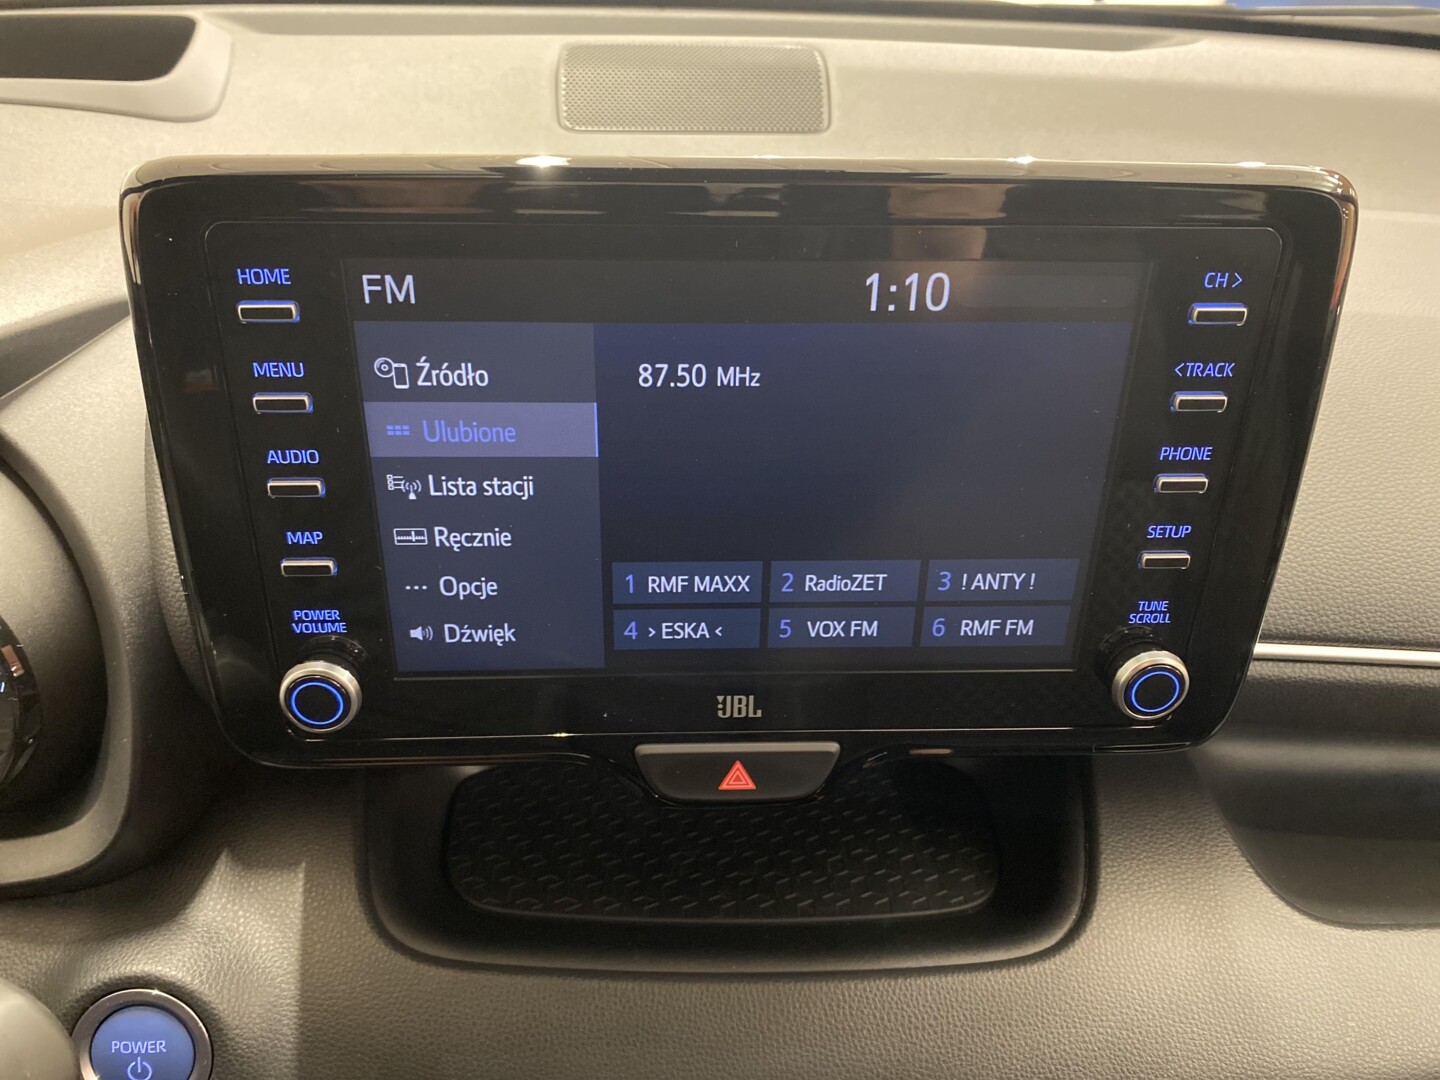 HOME
MENU
AUDIO
MAP
POWER
VOLUME
FM
1:10
Źródło
Ulubione
Lista stacji
Ręcznie
Opcje
Dźwięk
87.50 MHz
1 RMF MAXX
2 RadioZET
3 ! ANTY !
4 > ESKA <
5 VOX FM
6 RMF FM
CH >
< TRACK
PHONE
SETUP
TUNE
SCROLL
JBL
POWER